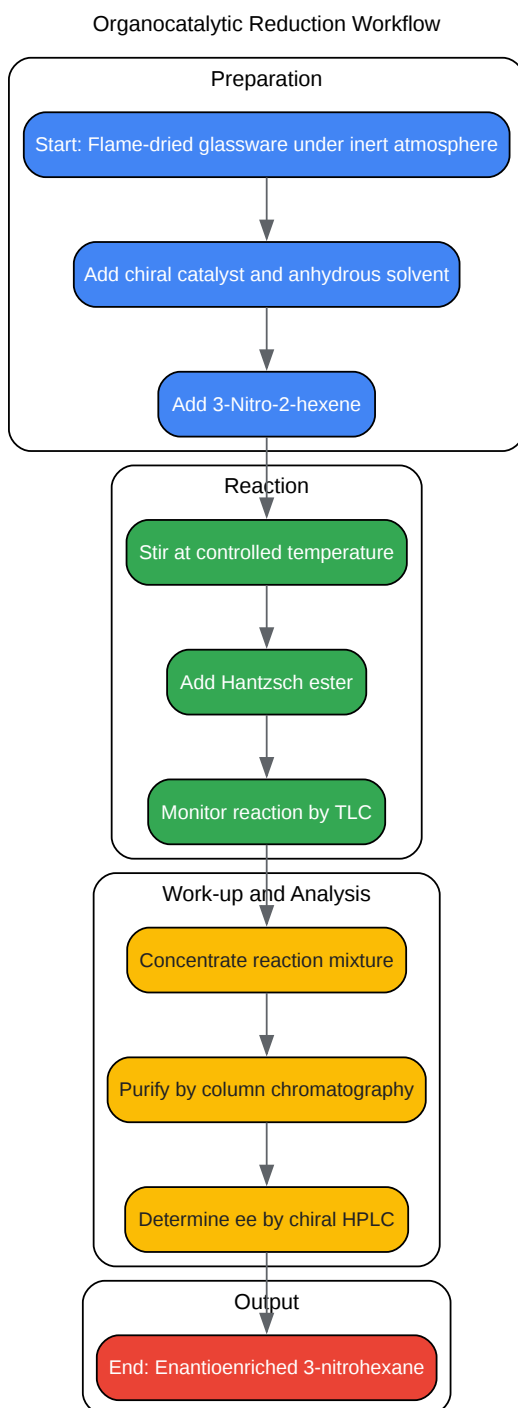 Organocatalytic Reduction Workflow
Preparation
Start: Flame-dried glassware under inert atmosphere
Add chiral catalyst and anhydrous solvent
Add 3-Nitro-2-hexene
Reaction
Stir at controlled temperature
Add Hantzsch ester
Monitor reaction by TLC
Work-up and Analysis
Concentrate reaction mixture
Purify by column chromatography
Determine ee by chiral HPLC
Output
End: Enantioenriched 3-nitrohexane